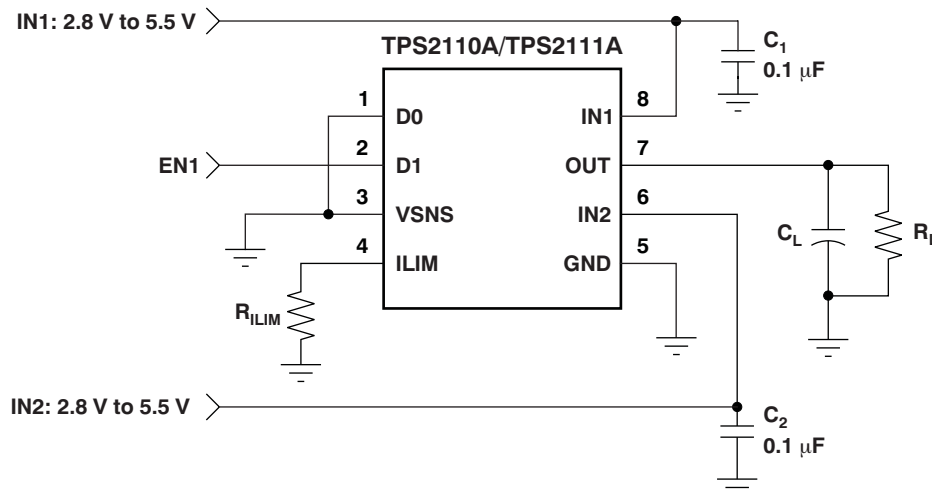 IN1: 2.8 V to 5.5 V
TPS2110A/TPS2111A
C1
0.1 μF
1
D0
IN1
8
EN1
2
D1
OUT
7
3
VSNS
IN2
6
4
ILIM
GND
5
CL
RILIM
IN2: 2.8 V to 5.5 V
C2
0.1 μF